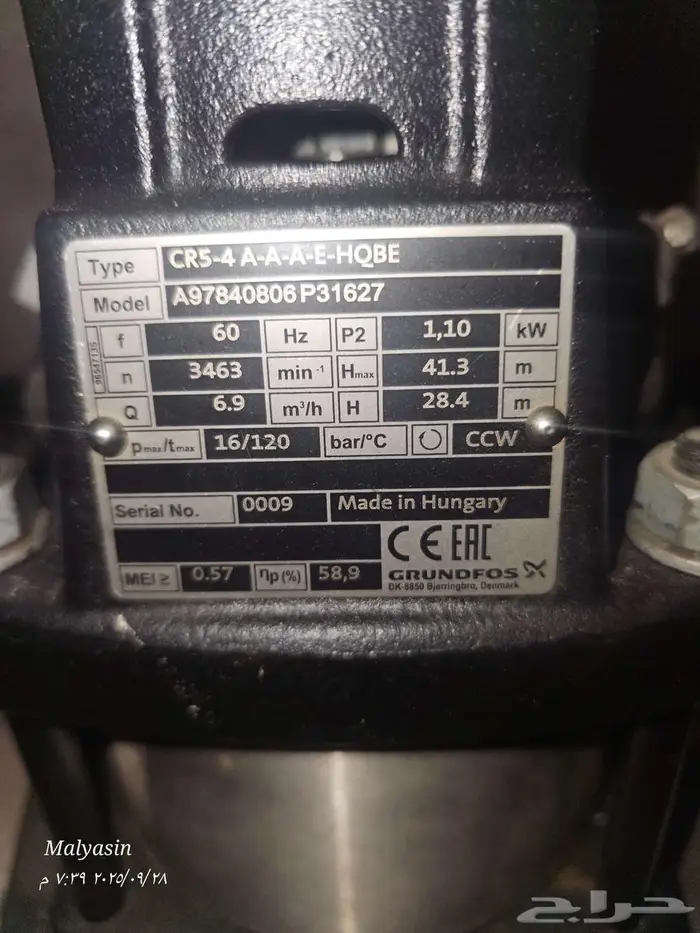 Type CR5-4 A-A-A-E-HQBE
Model A97840806 P31627
96547135
f 60 Hz P2 1,10 kW
n 3463 min -1 Hmax 41.3 m
Q 6.9 m³/h H 28.4 m
pmax/tmax 16/120 bar/°C CCW
Serial No. 0009 Made in Hungary
CE EAC
MEI ≥ 0.57 ηp (%) 58,9 GRUNDFOS
DK-8850 Bjerringbro, Denmark
Malyasin
٢٠٢٥/٠٩/٢٨ ٧:٣٩ م
حراج